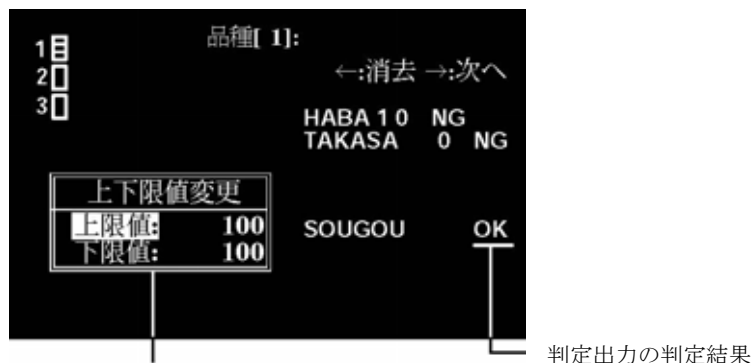 品種[ 1]:
1
2
3
←:消去 →:次へ
HABA 1 0 NG
TAKASA 0 NG
上下限値変更
上限値: 100
下限値: 100
SOUGOU OK
判定出力の判定結果